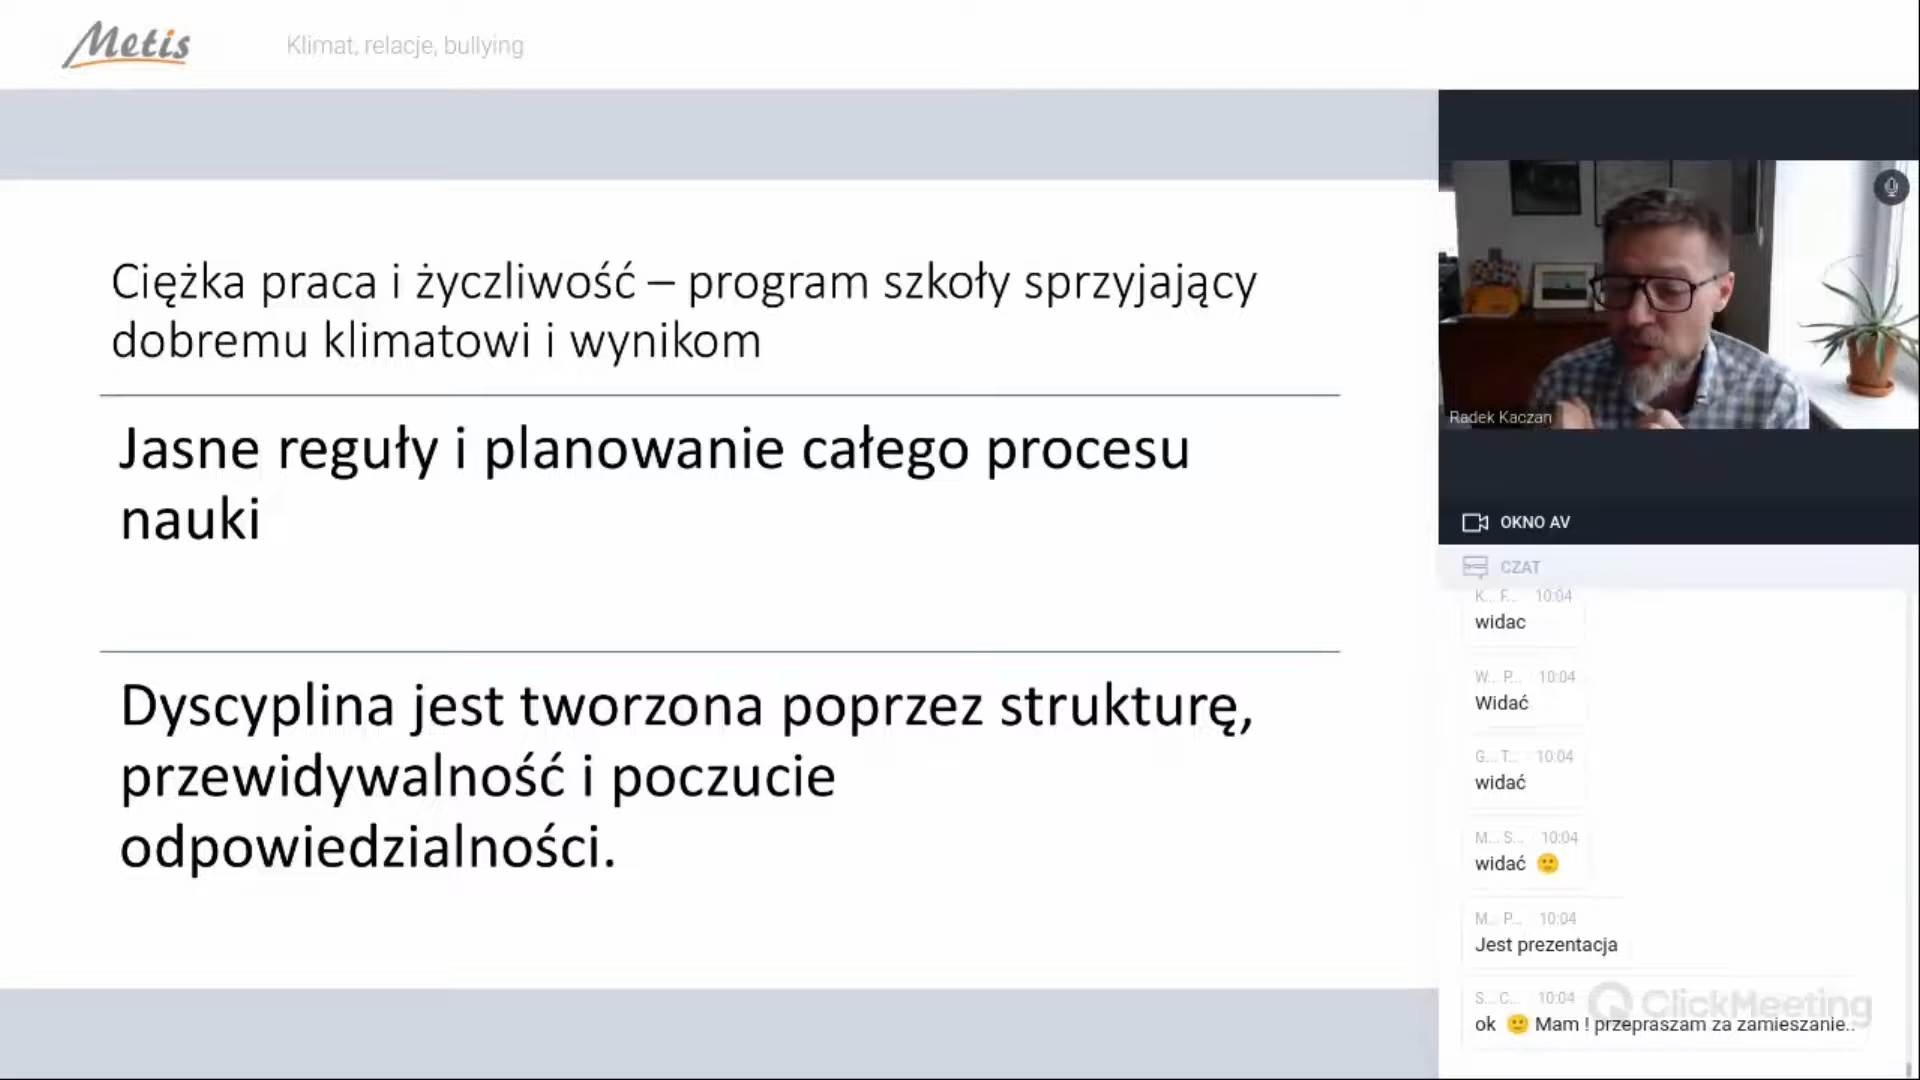 Metis
Klimat, relacje, bullying
Ciężka praca i życzliwość – program szkoły sprzyjający
dobremu klimatowi i wynikom
Jasne reguły i planowanie całego procesu
nauki
Dyscyplina jest tworzona poprzez strukturę,
przewidywalność i poczucie
odpowiedzialności.
Radek Kaczan
OKNO AV
CZAT
K... F... 10:04
widac
W... P... 10:04
Widać
G... T... 10:04
widać
M... S... 10:04
widać 🙂
M... P... 10:04
Jest prezentacja
S... C... 10:04
ClickMeeting
ok 🙂 Mam ! przepraszam za zamieszanie..